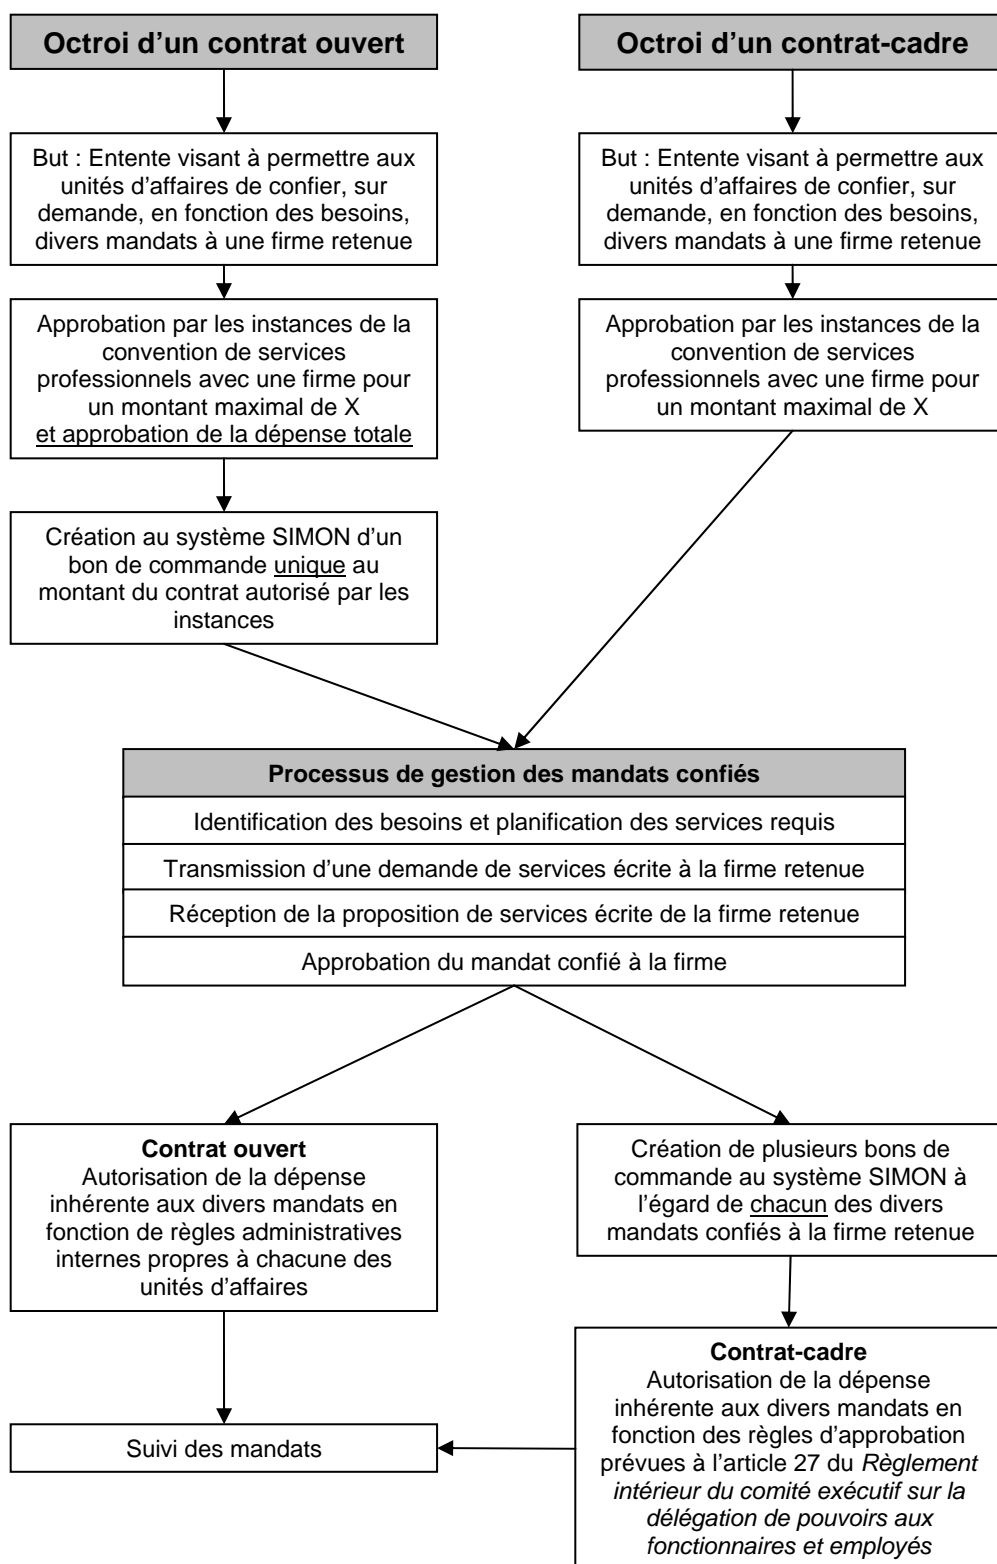 Octroi d’un contrat ouvert
Octroi d’un contrat-cadre
But : Entente visant à permettre aux
unités d’affaires de confier, sur
demande, en fonction des besoins,
divers mandats à une firme retenue
But : Entente visant à permettre aux
unités d’affaires de confier, sur
demande, en fonction des besoins,
divers mandats à une firme retenue
Approbation par les instances de la
convention de services
professionnels avec une firme pour
un montant maximal de X
et approbation de la dépense totale
Approbation par les instances de la
convention de services
professionnels avec une firme pour
un montant maximal de X
Création au système SIMON d’un
bon de commande unique au
montant du contrat autorisé par les
instances
Processus de gestion des mandats confiés
Identification des besoins et planification des services requis
Transmission d’une demande de services écrite à la firme retenue
Réception de la proposition de services écrite de la firme retenue
Approbation du mandat confié à la firme
Contrat ouvert
Autorisation de la dépense
inhérente aux divers mandats en
fonction de règles administratives
internes propres à chacune des
unités d’affaires
Création de plusieurs bons de
commande au système SIMON à
l’égard de chacun des divers
mandats confiés à la firme retenue
Contrat-cadre
Autorisation de la dépense
inhérente aux divers mandats en
fonction des règles d’approbation
prévues à l’article 27 du Règlement
intérieur du comité exécutif sur la
délégation de pouvoirs aux
fonctionnaires et employés
Suivi des mandats